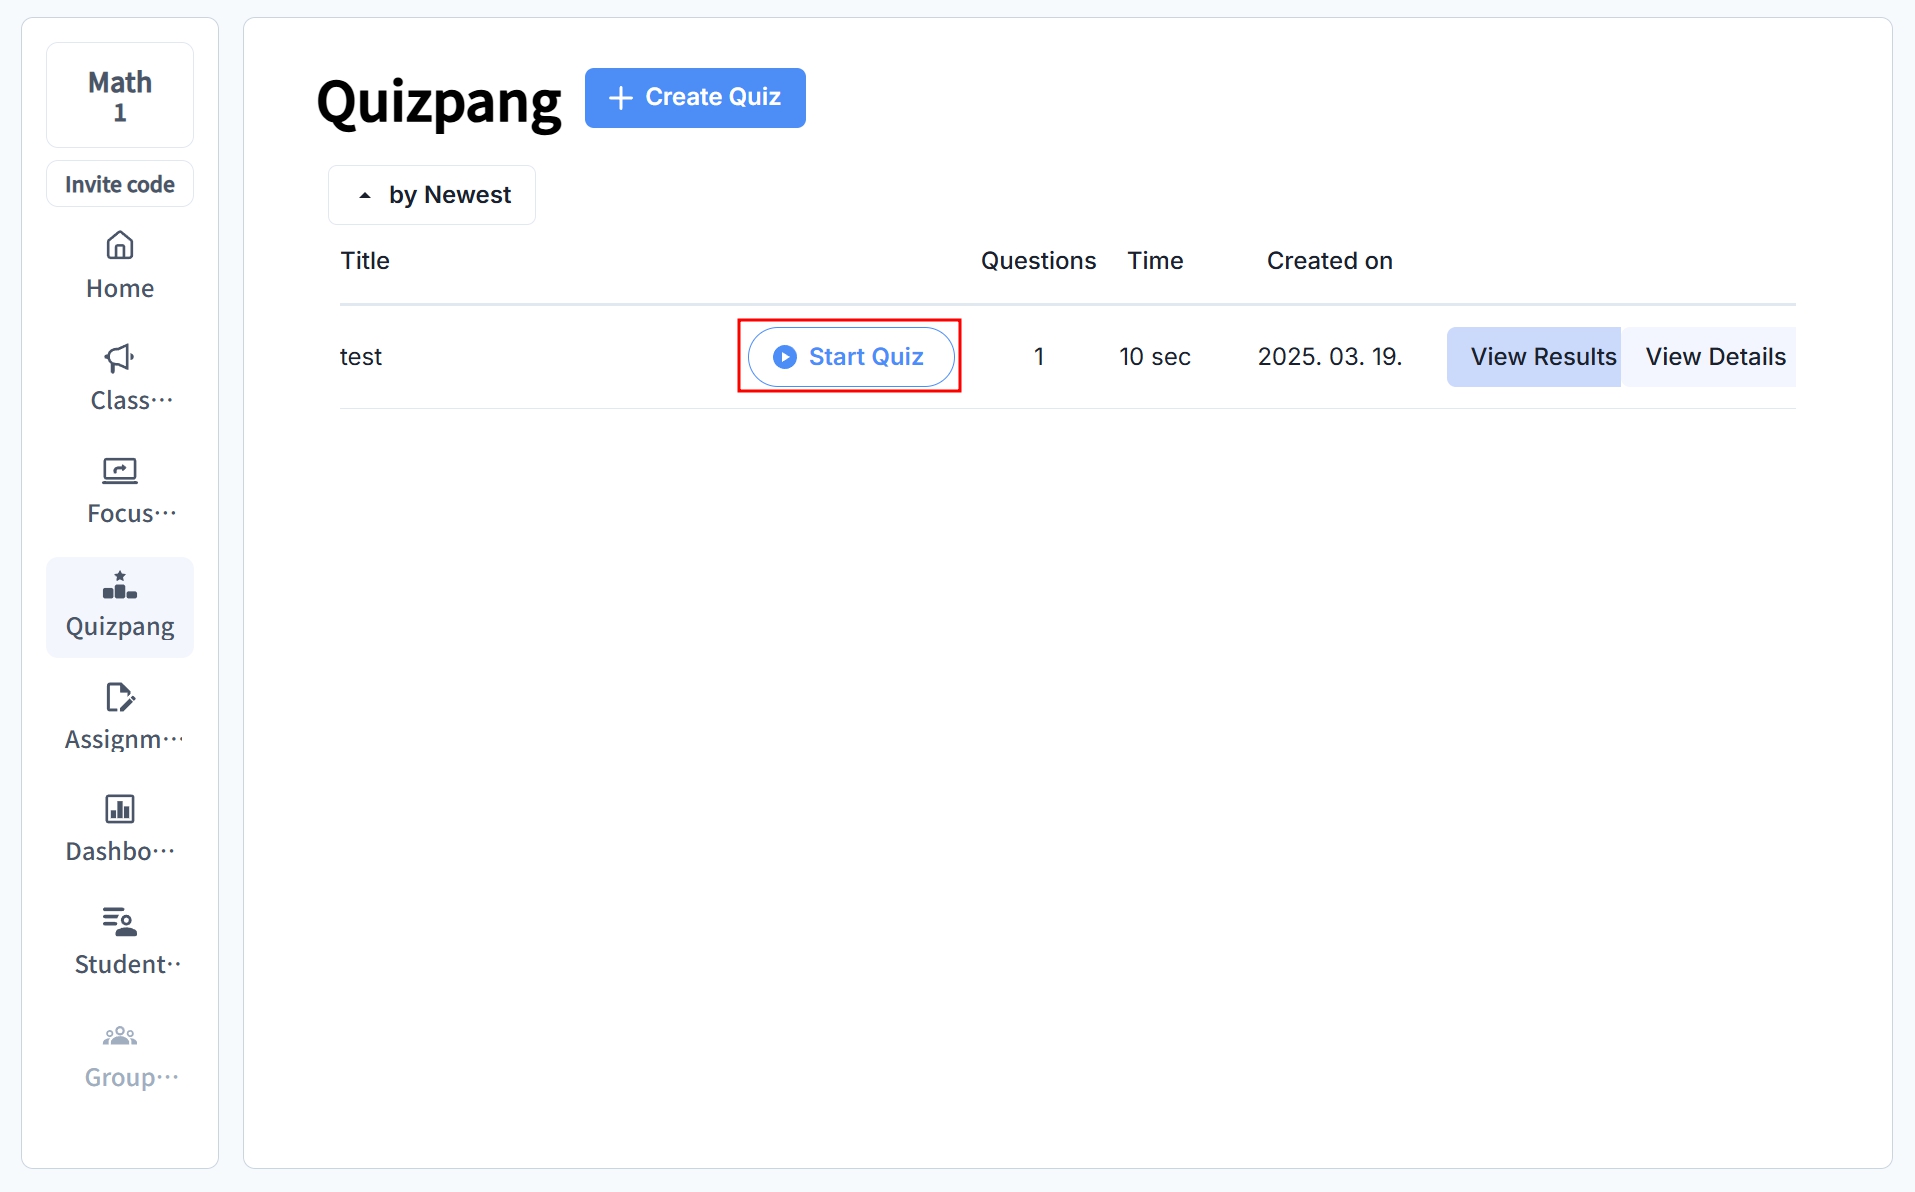 Math
1
Invite code
Home
Class···
Focus···
Quizpang
Assignm···
Dashbo···
Student··
Group···
Quizpang
Create Quiz
by Newest
Title Questions Time Created on
test Start Quiz 1 10 sec 2025. 03. 19. View Results View Details